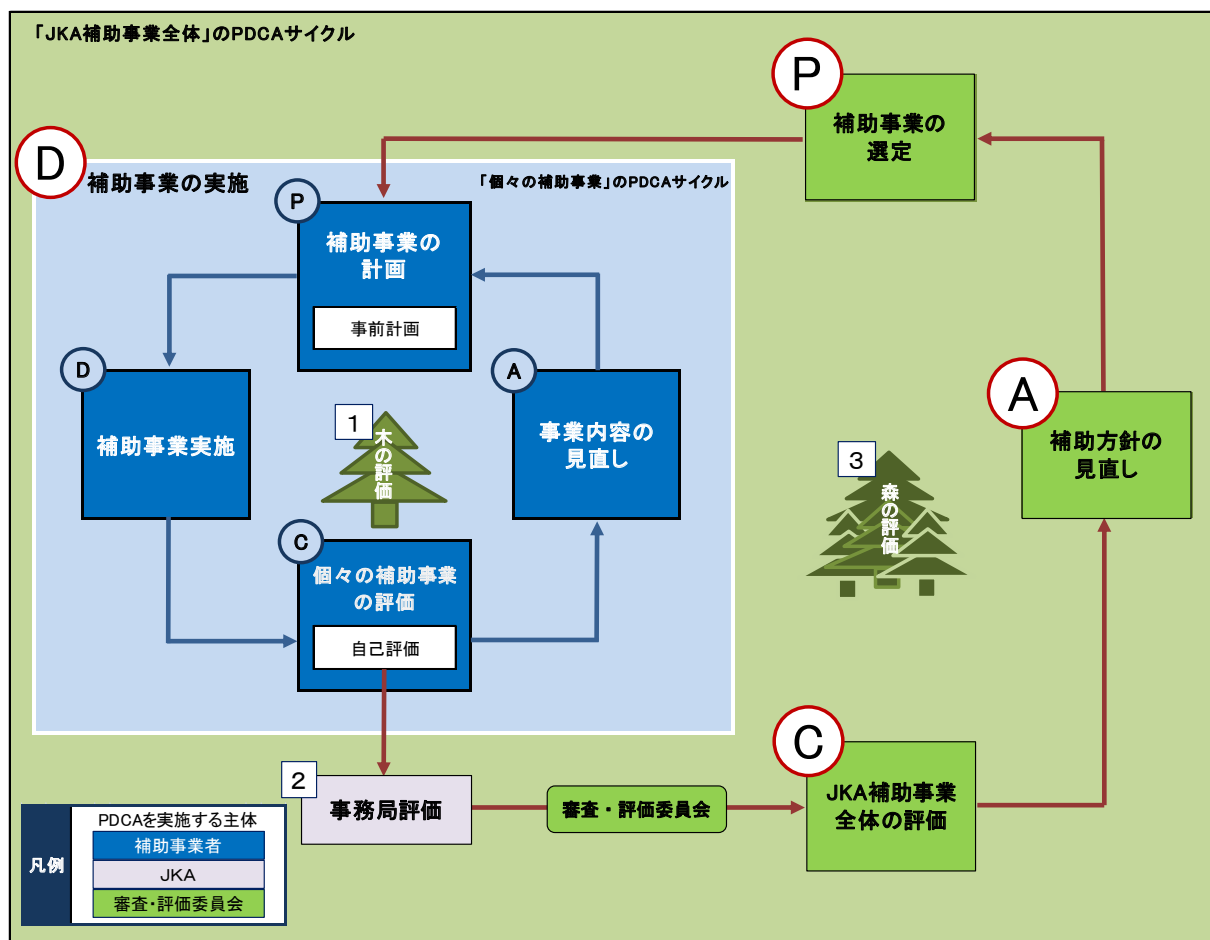 「JKA補助事業全体」のPDCAサイクル
P
補助事業の
選定
D
補助事業の実施
「個々の補助事業」のPDCAサイクル
P
補助事業の
計画
事前計画
D
補助事業実施
A
事業内容の
見直し
1
木の評価
C
個々の補助事業
の評価
自己評価
3
森の評価
A
補助方針の
見直し
2
事務局評価
審査・評価委員会
C
JKA補助事業
全体の評価
凡例
PDCAを実施する主体
補助事業者
JKA
審査・評価委員会